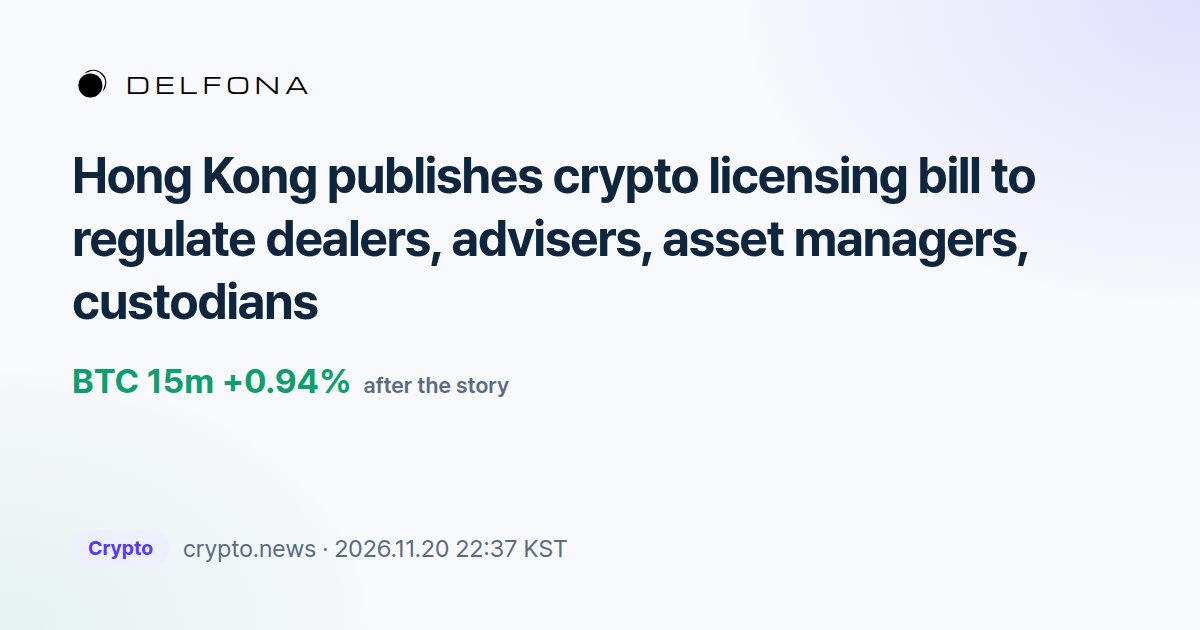 DELFONA
Hong Kong publishes crypto licensing bill to
regulate dealers, advisers, asset managers,
custodians
BTC 15m +0.94% after the story
Crypto crypto.news · 2026.11.20 22:37 KST